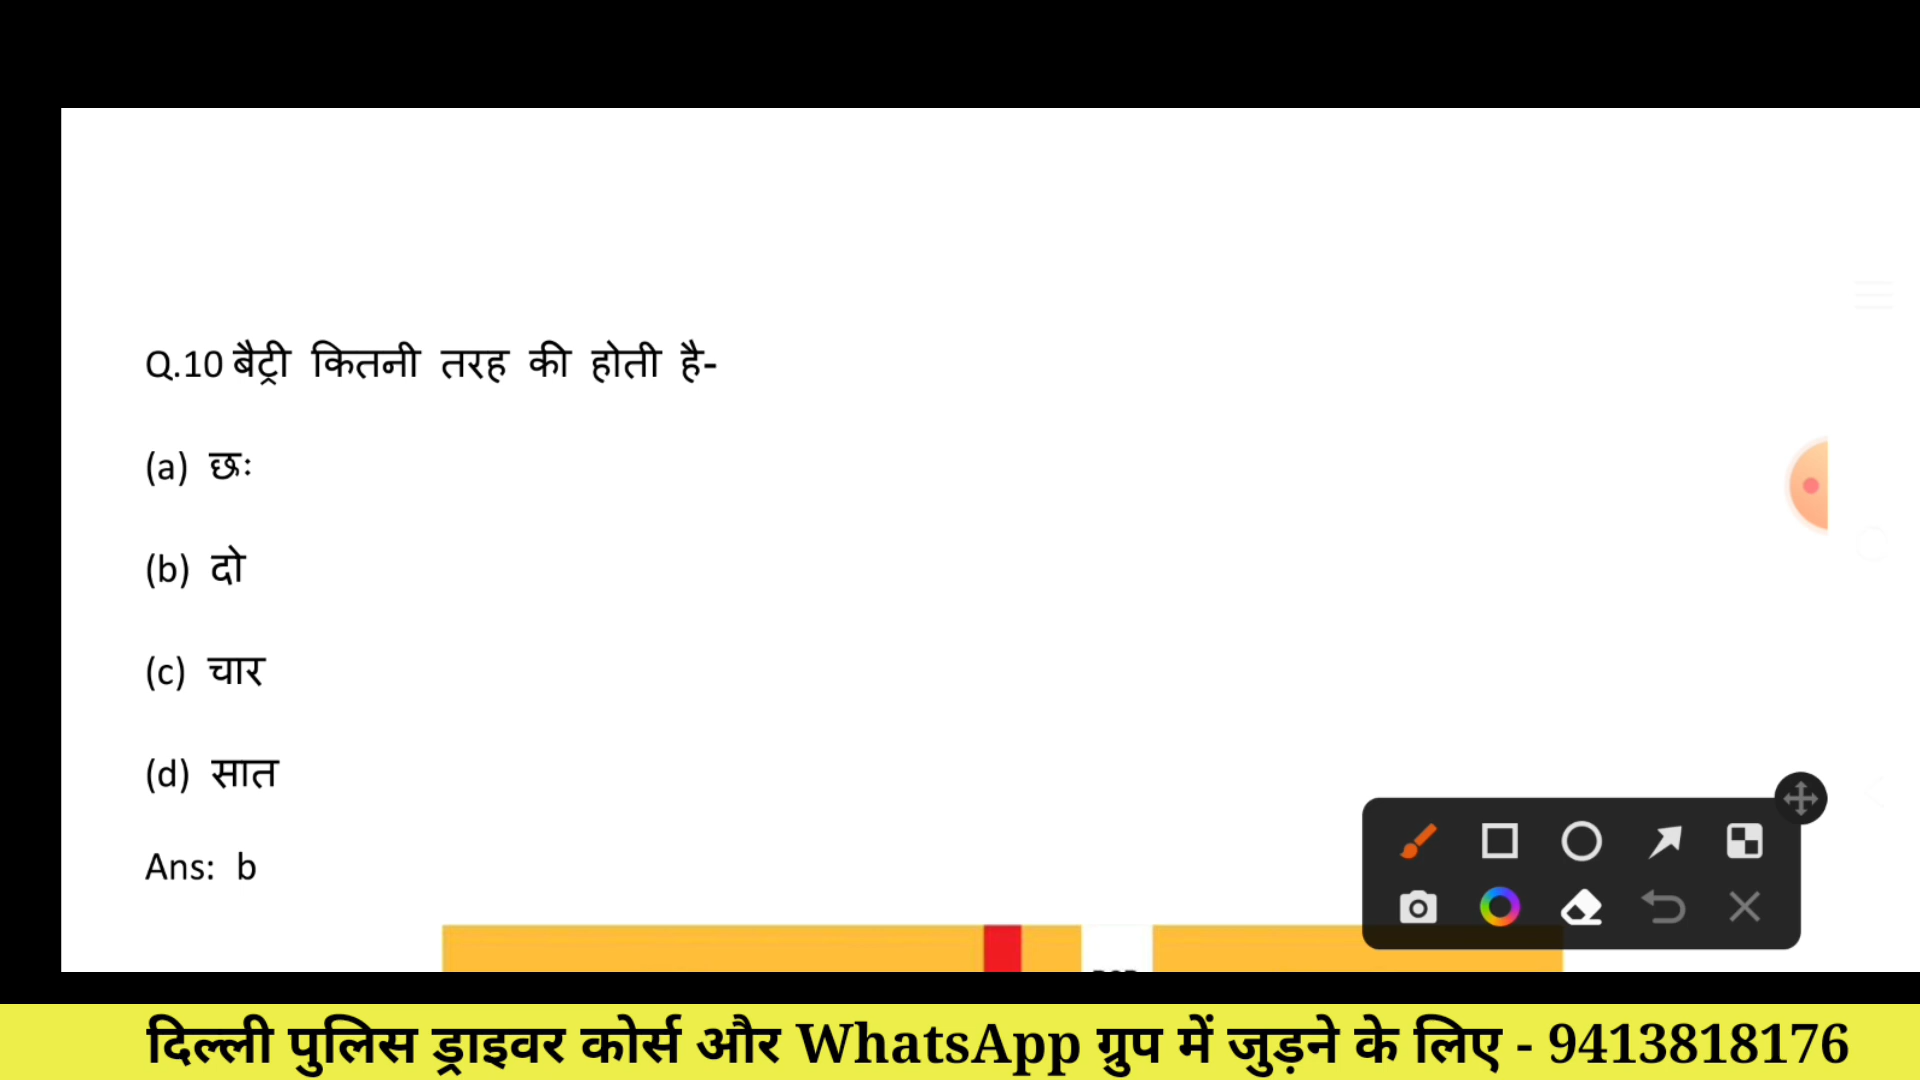 Q.10 बैट्री कितनी तरह की होती है-
(a) छः
(b) दो
(c) चार
(d) सात
Ans: b
दिल्ली पुलिस ड्राइवर कोर्स और WhatsApp ग्रुप में जुड़ने के लिए - 9413818176